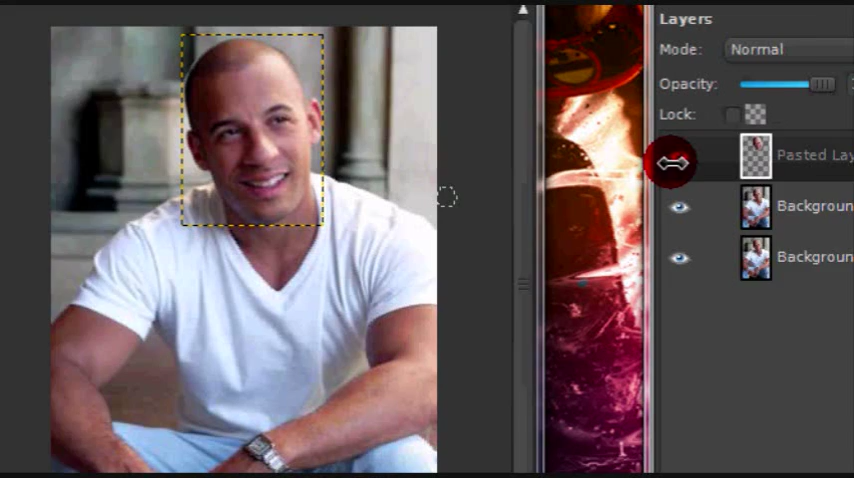 Layers
Mode: Normal
Opacity:
Lock:
Pasted Lay
Backgroun
Backgroun